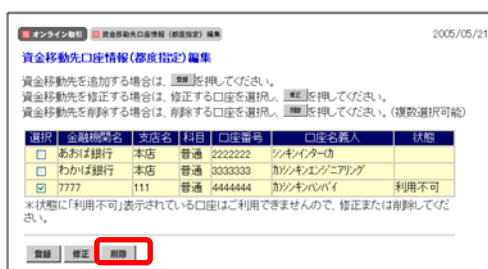 オンライン取引 資金移動先口座情報(都度指定)編集 2005/05/21
資金移動先口座情報(都度指定)編集
資金移動先を追加する場合は、登録を押してください。
資金移動先を修正する場合は、修正する口座を選択し、修正を押してください。
資金移動先を削除する場合は、削除する口座を選択し、削除を押してください。(複数選択可能)
選択 金融機関名 支店名 科目 口座番号 口座名義人 状態
あおば銀行 本店 普通 2222222 シンキンインターカ
わかば銀行 本店 普通 3333333 カ)シンキンエンジニアリング
7777 111 普通 4444444 カ)シンキンハンバイ 利用不可
*状態に「利用不可」表示されている口座はご利用できませんので、修正または削除してくだ
さい。
登録 修正 削除